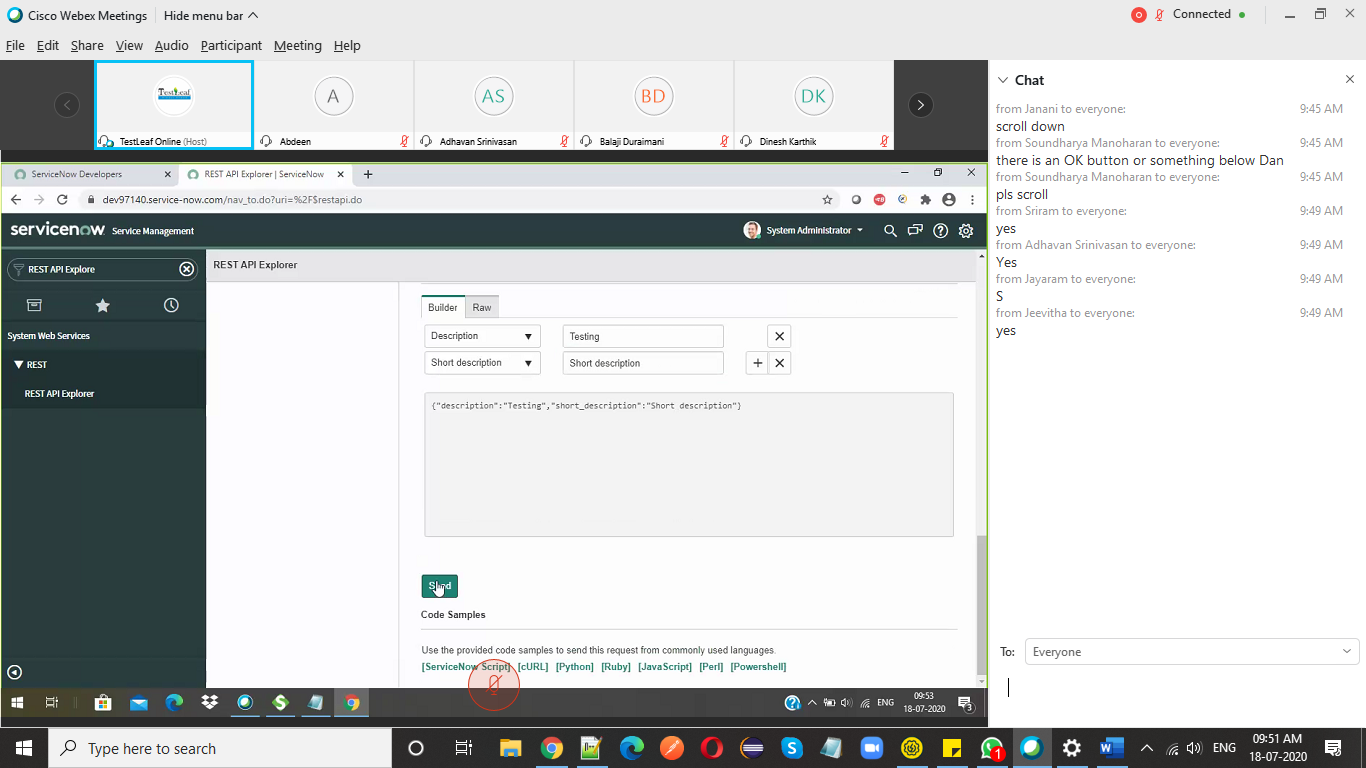 Cisco Webex Meetings
Hide menu bar
Connected
File Edit Share View Audio Participant Meeting Help
TestLeaf
A
AS
BD
DK
TestLeaf Online (Host)
Abdeen
Adhavan Srinivasan
Balaji Duraimani
Dinesh Karthik
ServiceNow Developers
REST API Explorer | ServiceNow
dev97140.service-now.com/nav_to.do?uri=%2F$restapi.do
servicenow Service Management
System Administrator
REST API Explore
REST API Explorer
System Web Services
REST
REST API Explorer
Builder Raw
Description Testing
Short description Short description
{"description":"Testing","short_description":"Short description"}
Send
Code Samples
Use the provided code samples to send this request from commonly used languages.
[ServiceNow Script] [cURL] [Python] [Ruby] [JavaScript] [Perl] [Powershell]
ENG
09:53
18-07-2020
3
Chat
from Janani to everyone: 9:45 AM
scroll down
from Soundharya Manoharan to everyone: 9:45 AM
there is an OK button or something below Dan
from Soundharya Manoharan to everyone: 9:45 AM
pls scroll
from Sriram to everyone: 9:49 AM
yes
from Adhavan Srinivasan to everyone: 9:49 AM
Yes
from Jayaram to everyone: 9:49 AM
S
from Jeevitha to everyone: 9:49 AM
yes
To: Everyone
Type here to search
1
ENG
09:51 AM
18-07-2020